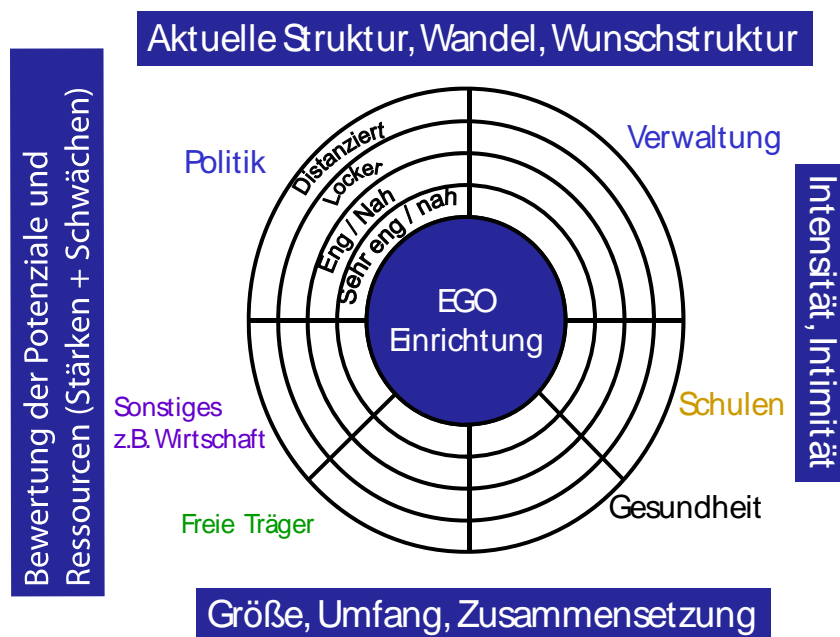 Aktuelle Struktur, Wandel, Wunschstruktur
Bewertung der Potenziale und
Ressourcen (Stärken + Schwächen)
Politik
Verwaltung
Distanziert
Locker
Eng / Nah
Sehr eng / nah
EGO
Einrichtung
Intensität, Intimität
Sonstiges
z.B. Wirtschaft
Schulen
Freie Träger
Gesundheit
Größe, Umfang, Zusammensetzung